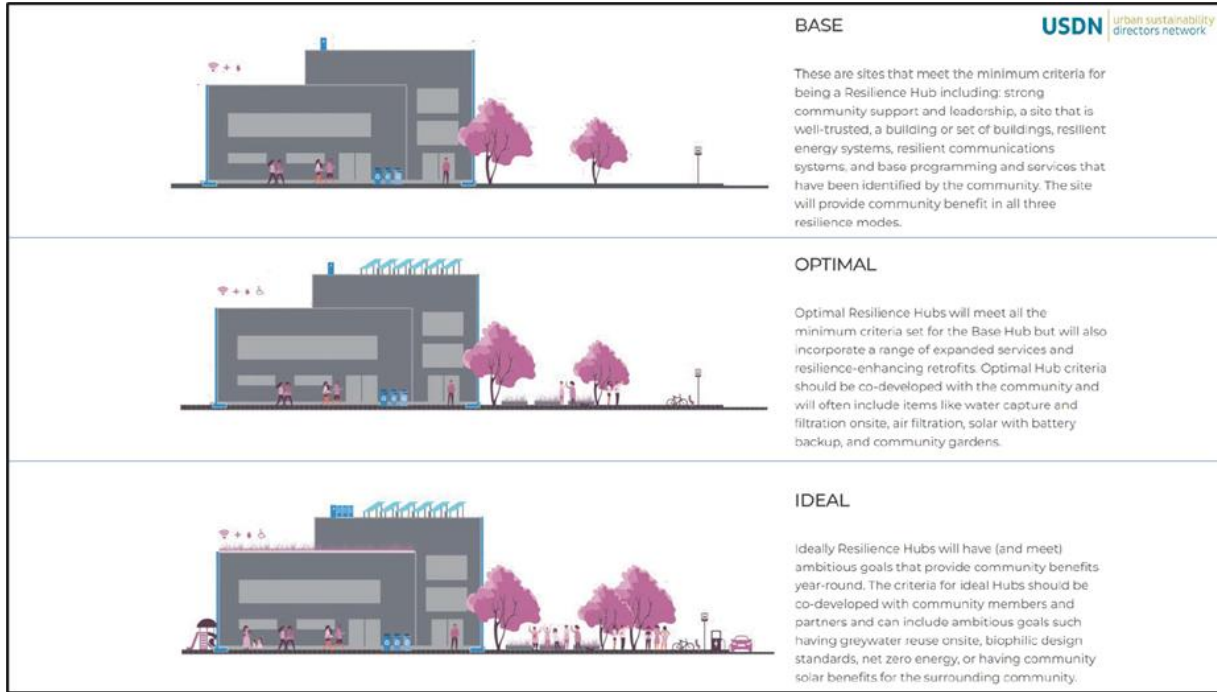 BASE
USDN urban sustainability
directors network
These are sites that meet the minimum criteria for
being a Resilience Hub including: strong
community support and leadership, a site that is
well-trusted, a building or set of buildings, resilient
energy systems, resilient communications
systems, and base programming and services that
have been identified by the community. The site
will provide community benefit in all three
resilience modes.
OPTIMAL
Optimal Resilience Hubs will meet all the
minimum criteria set for the Base Hub but will also
incorporate a range of expanded services and
resilience-enhancing retrofits. Optimal Hub criteria
should be co-developed with the community and
will often include items like water capture and
filtration onsite, air filtration, solar with battery
backup, and community gardens.
IDEAL
Ideally Resilience Hubs will have (and meet)
ambitious goals that provide community benefits
year-round. The criteria for ideal Hubs should be
co-developed with community members and
partners and can include ambitious goals such
having greywater reuse onsite, biophilic design
standards, net zero energy, or having community
solar benefits for the surrounding community.